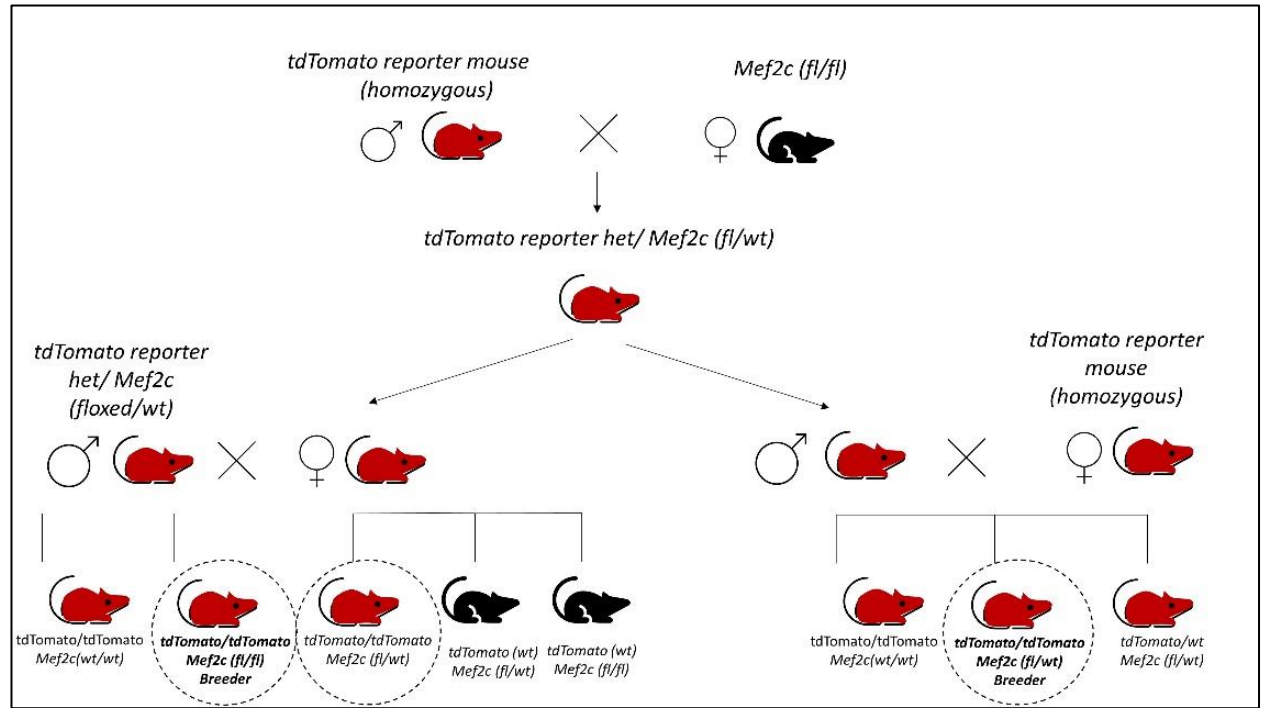 tdTomato reporter mouse
(homozygous)
Mef2c (fl/fl)
tdTomato reporter het/ Mef2c (fl/wt)
tdTomato reporter
het/ Mef2c
(floxed/wt)
tdTomato reporter
mouse
(homozygous)
tdTomato/tdTomato
Mef2c(wt/wt)
tdTomato/tdTomato
Mef2c (fl/fl)
Breeder
tdTomato/tdTomato
Mef2c (fl/wt)
tdTomato (wt)
Mef2c (fl/wt)
tdTomato (wt)
Mef2c (fl/fl)
tdTomato/tdTomato
Mef2c(wt/wt)
tdTomato/tdTomato
Mef2c (fl/wt)
Breeder
tdTomato/wt
Mef2c (fl/wt)